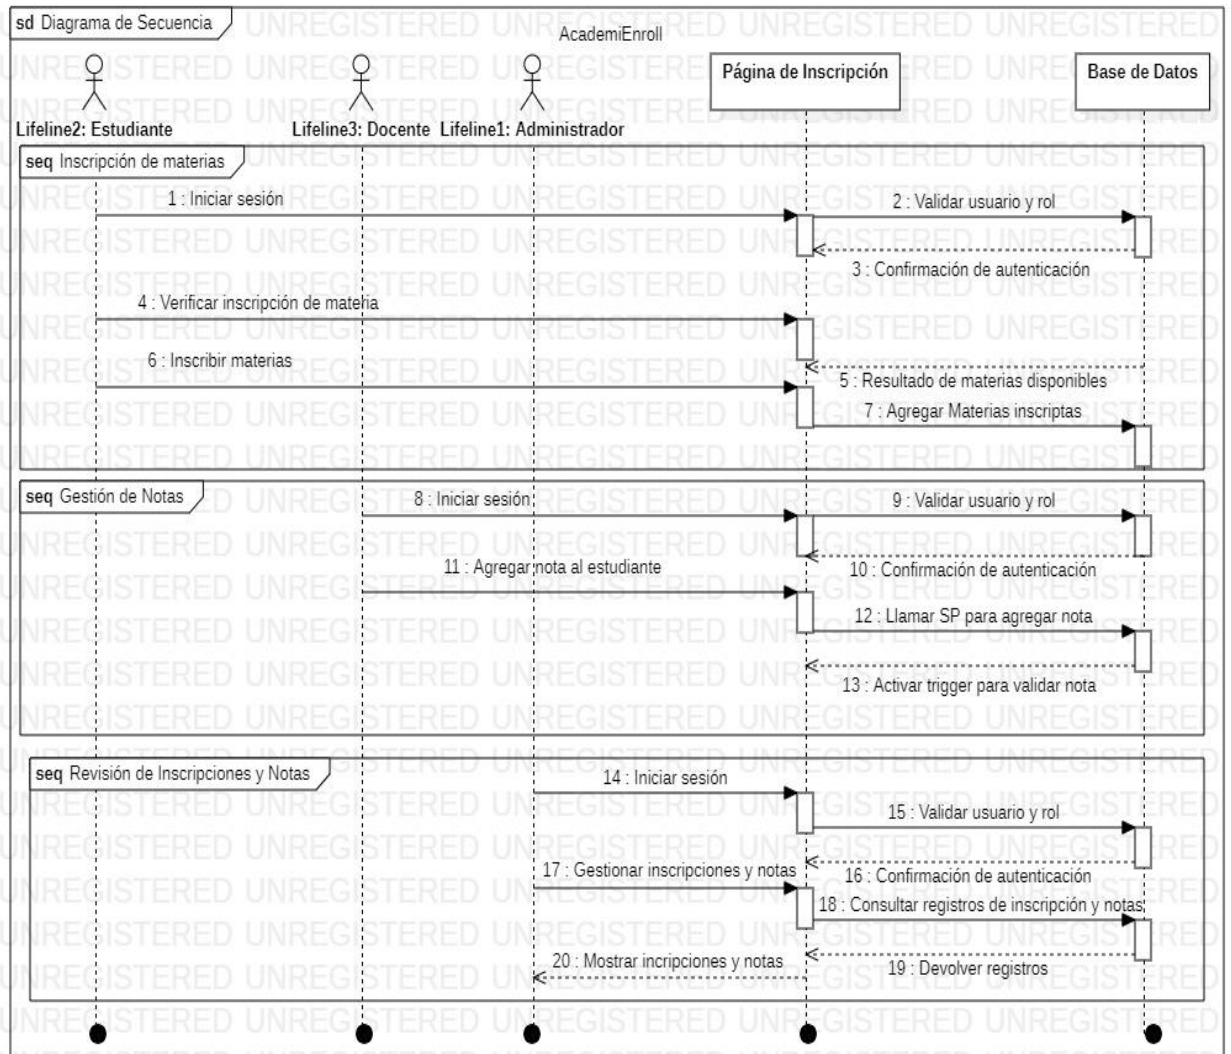 sd Diagrama de Secuencia
AcademiEnroll
Página de Inscripción
Base de Datos
Lifeline2: Estudiante
Lifeline3: Docente
Lifeline1: Administrador
seq Inscripción de materias
1 : Iniciar sesión
2 : Validar usuario y rol
3 : Confirmación de autenticación
4 : Verificar inscripción de materia
6 : Inscribir materias
5 : Resultado de materias disponibles
7 : Agregar Materias inscriptas
seq Gestión de Notas
8 : Iniciar sesión
9 : Validar usuario y rol
11 : Agregar nota al estudiante
10 : Confirmación de autenticación
12 : Llamar SP para agregar nota
13 : Activar trigger para validar nota
seq Revisión de Inscripciones y Notas
14 : Iniciar sesión
15 : Validar usuario y rol
17 : Gestionar inscripciones y notas
16 : Confirmación de autenticación
18 : Consultar registros de inscripción y notas
20 : Mostrar incripciones y notas
19 : Devolver registros
UNREGISTERED